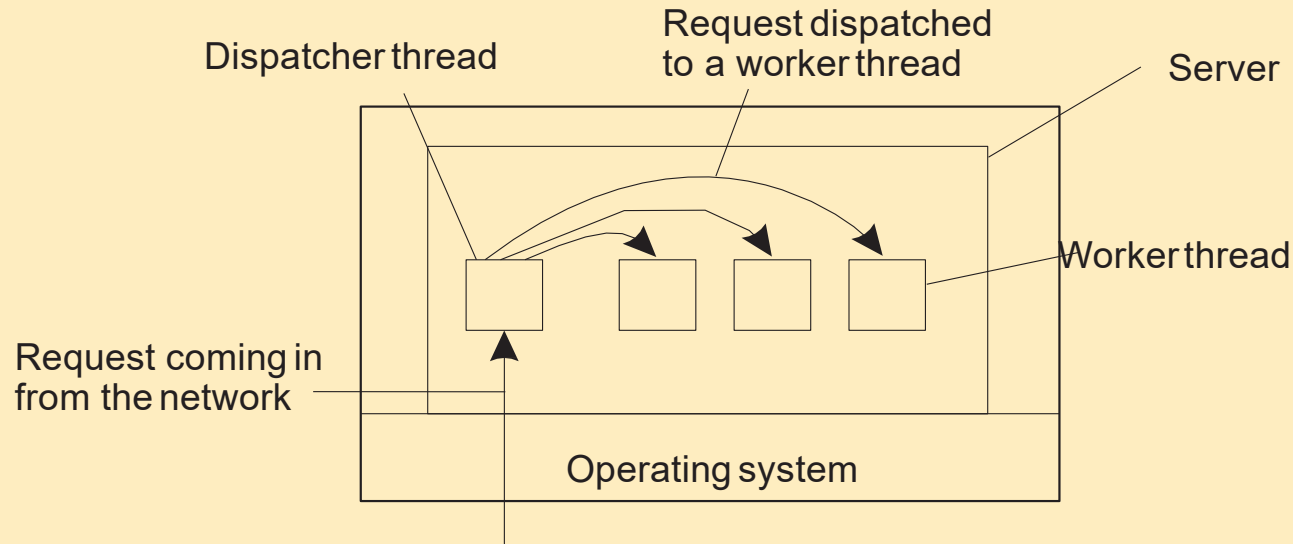 Dispatcher thread
Request dispatched
to a worker thread
Server
Worker thread
Request coming in
from the network
Operating system